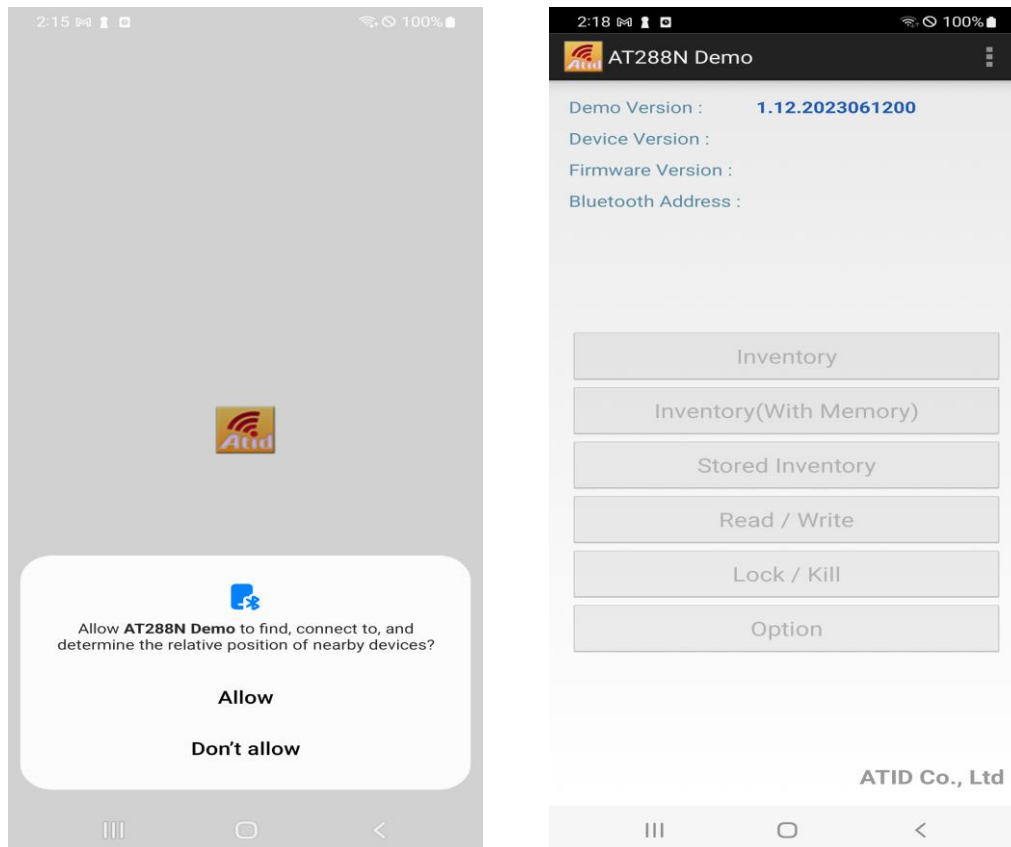 2:15
100%
Atid
Allow AT288N Demo to find, connect to, and
determine the relative position of nearby devices?
Allow
Don't allow
2:18
100%
Atid
AT288N Demo
Demo Version : 1.12.2023061200
Device Version :
Firmware Version :
Bluetooth Address :
Inventory
Inventory(With Memory)
Stored Inventory
Read / Write
Lock / Kill
Option
ATID Co., Ltd